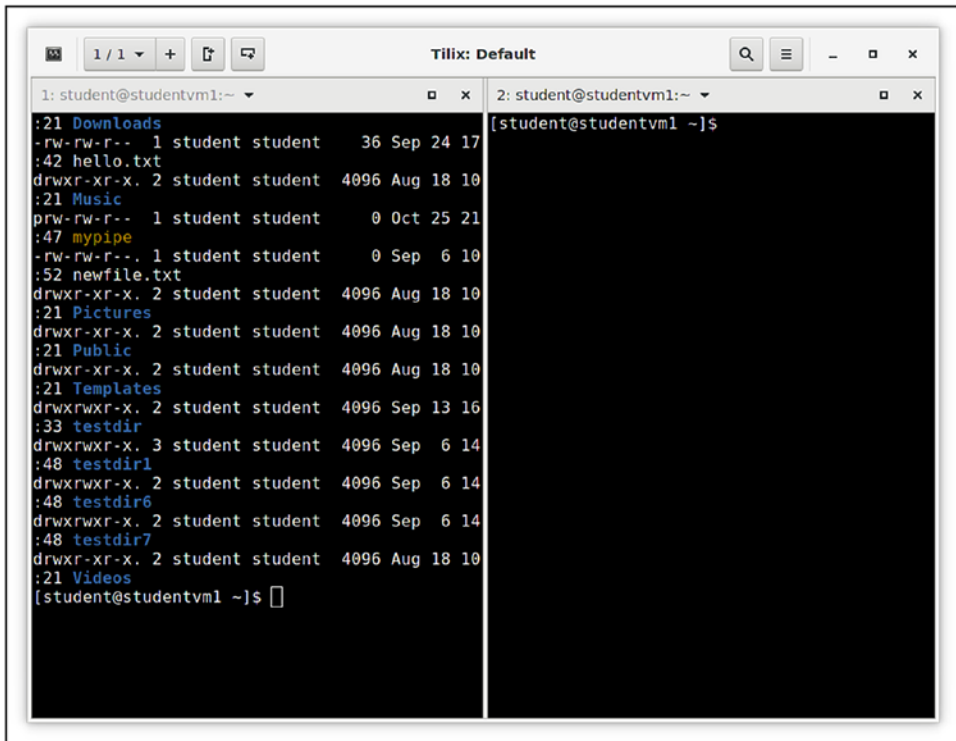 1 / 1 + Tilix: Default
1: student@studentvm1:~
:21 Downloads
-rw-rw-r--  1 student student    36 Sep 24 17
:42 hello.txt
drwxr-xr-x. 2 student student  4096 Aug 18 10
:21 Music
prw-rw-r--  1 student student     0 Oct 25 21
:47 mypipe
-rw-rw-r--. 1 student student     0 Sep  6 10
:52 newfile.txt
drwxr-xr-x. 2 student student  4096 Aug 18 10
:21 Pictures
drwxr-xr-x. 2 student student  4096 Aug 18 10
:21 Public
drwxr-xr-x. 2 student student  4096 Aug 18 10
:21 Templates
drwxrwxr-x. 2 student student  4096 Sep 13 16
:33 testdir
drwxrwxr-x. 3 student student  4096 Sep  6 14
:48 testdir1
drwxrwxr-x. 2 student student  4096 Sep  6 14
:48 testdir6
drwxrwxr-x. 2 student student  4096 Sep  6 14
:48 testdir7
drwxr-xr-x. 2 student student  4096 Aug 18 10
:21 Videos
[student@studentvm1 ~]$
2: student@studentvm1:~
[student@studentvm1 ~]$